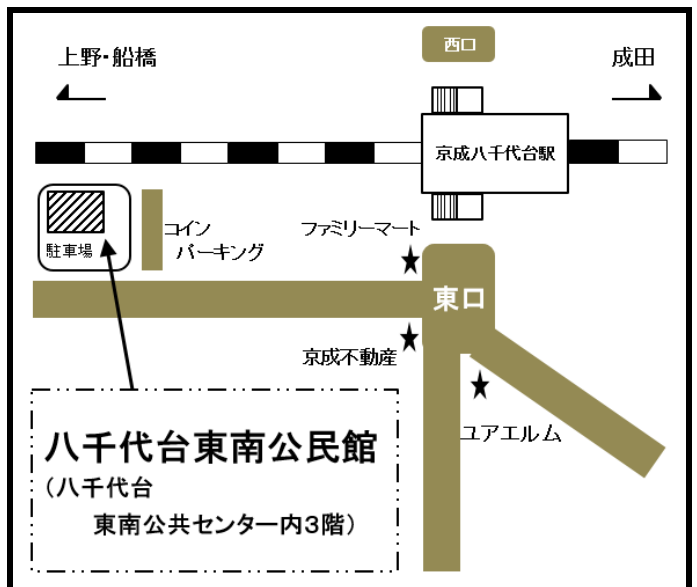 西口
上野・船橋
成田
京成八千代台駅
コイン
パーキング
ファミリーマート
駐車場
東口
京成不動産
ユアエルム
八千代台東南公民館
（八千代台
東南公共センター内3階）